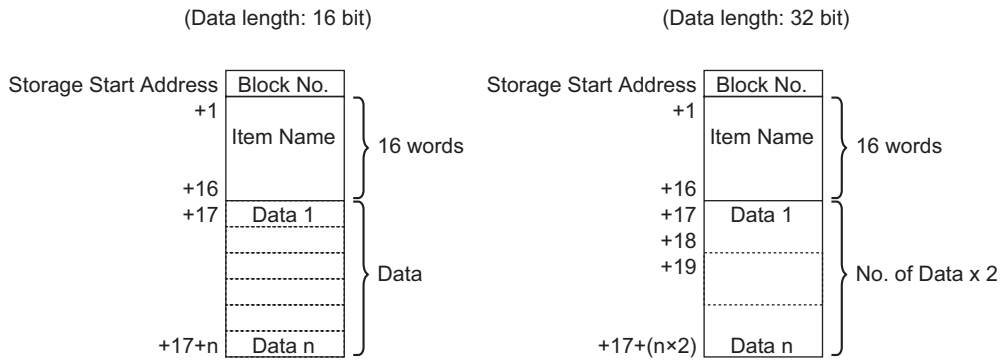 (Data length: 16 bit)
Storage Start Address
Block No.
+1
Item Name
16 words
+16
+17
Data 1
Data
+17+n
Data n
(Data length: 32 bit)
Storage Start Address
Block No.
+1
Item Name
16 words
+16
+17
Data 1
+18
+19
No. of Data x 2
+17+(n×2)
Data n